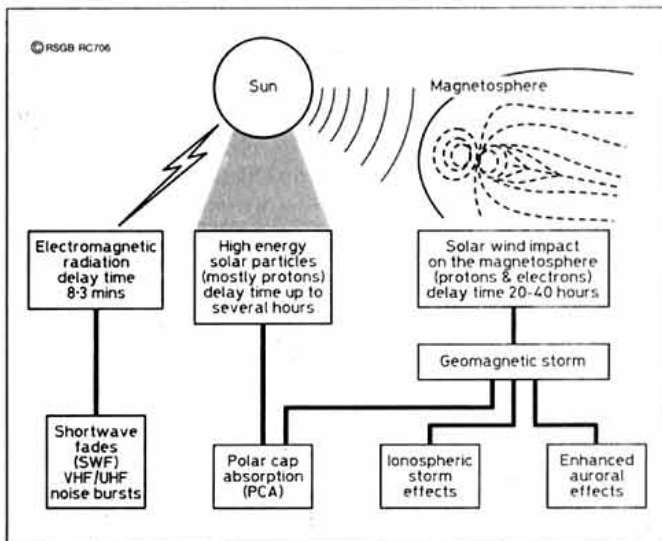 © RSGB RC706
Sun
Magnetosphere
Electromagnetic
radiation
delay time
8·3 mins
High energy
solar particles
(mostly protons)
delay time up to
several hours
Solar wind impact
on the magnetosphere
(protons & electrons)
delay time 20-40 hours
Geomagnetic storm
Shortwave
fades
(SWF)
VHF/UHF
noise bursts
Polar cap
absorption
(PCA)
Ionospheric
storm
effects
Enhanced
auroral
effects